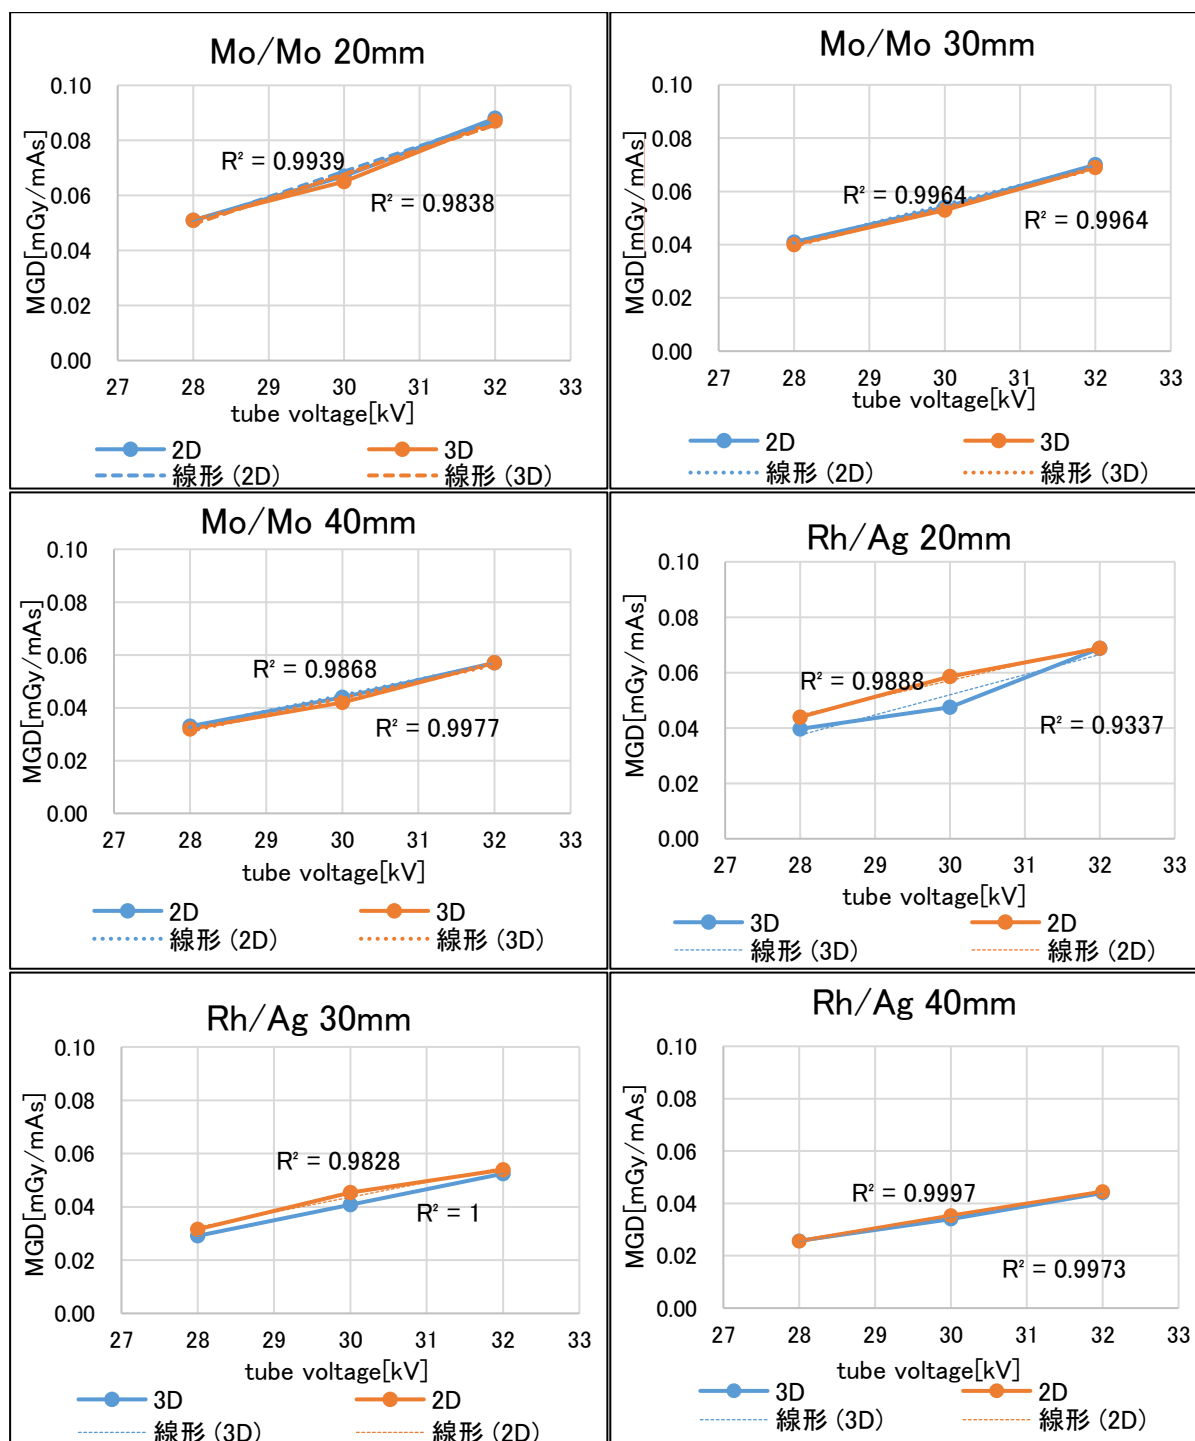 Mo/Mo 20mm
MGD[mGy/mAs]
0.10
0.08
0.06
0.04
0.02
0.00
R² = 0.9939
R² = 0.9838
27 28 29 30 31 32 33
tube voltage[kV]
2D 3D
線形 (2D) 線形 (3D)
Mo/Mo 30mm
MGD[mGy/mAs]
0.10
0.08
0.06
0.04
0.02
0.00
R² = 0.9964
R² = 0.9964
27 28 29 30 31 32 33
tube voltage[kV]
2D 3D
線形 (2D) 線形 (3D)
Mo/Mo 40mm
MGD[mGy/mAs]
0.10
0.08
0.06
0.04
0.02
0.00
R² = 0.9868
R² = 0.9977
27 28 29 30 31 32 33
tube voltage[kV]
2D 3D
線形 (2D) 線形 (3D)
Rh/Ag 20mm
MGD[mGy/mAs]
0.10
0.08
0.06
0.04
0.02
0.00
R² = 0.9888
R² = 0.9337
27 28 29 30 31 32 33
tube voltage[kV]
3D 2D
線形 (3D) 線形 (2D)
Rh/Ag 30mm
MGD[mGy/mAs]
0.10
0.08
0.06
0.04
0.02
0.00
R² = 0.9828
R² = 1
27 28 29 30 31 32 33
tube voltage[kV]
3D 2D
線形 (3D) 線形 (2D)
Rh/Ag 40mm
MGD[mGy/mAs]
0.10
0.08
0.06
0.04
0.02
0.00
R² = 0.9997
R² = 0.9973
27 28 29 30 31 32 33
tube voltage[kV]
3D 2D
線形 (3D) 線形 (2D)